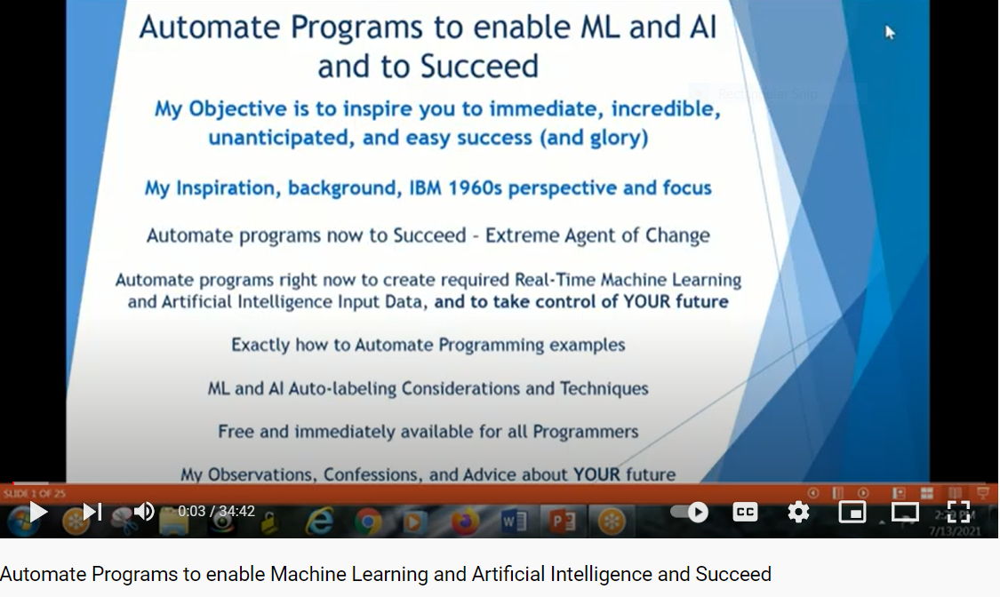 Automate Programs to enable ML and AI
and to Succeed
Rectangular Snip
My Objective is to inspire you to immediate, incredible,
unanticipated, and easy success (and glory)
My Inspiration, background, IBM 1960s perspective and focus
Automate programs now to Succeed - Extreme Agent of Change
Automate programs right now to create required Real-Time Machine Learning
and Artificial Intelligence Input Data, and to take control of YOUR future
Exactly how to Automate Programming examples
ML and AI Auto-labeling Considerations and Techniques
Free and immediately available for all Programmers
My Observations, Confessions, and Advice about YOUR future
SLIDE 1 OF 25
0:03 / 34:42
CC
7/13/2021
Automate Programs to enable Machine Learning and Artificial Intelligence and Succeed